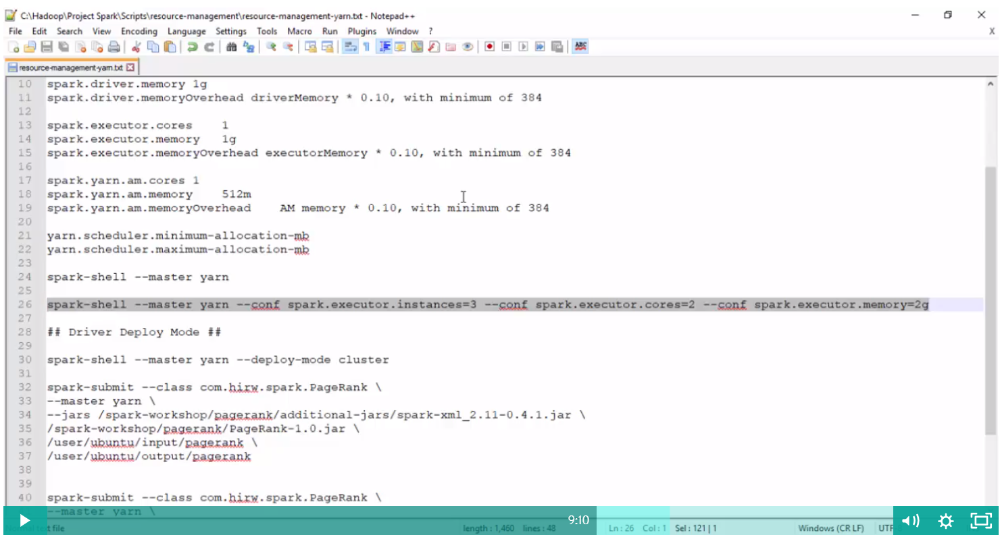 C:\Hadoop\Project Spark\Scripts\resource-management\resource-management-yarn.txt - Notepad++
File Edit Search View Encoding Language Settings Tools Macro Run Plugins Window ? X
resource-management-yarn.txt
10 spark.driver.memory 1g
11 spark.driver.memoryOverhead driverMemory * 0.10, with minimum of 384
12
13 spark.executor.cores 1
14 spark.executor.memory 1g
15 spark.executor.memoryOverhead executorMemory * 0.10, with minimum of 384
16
17 spark.yarn.am.cores 1
18 spark.yarn.am.memory 512m
19 spark.yarn.am.memoryOverhead AM memory * 0.10, with minimum of 384
20
21 yarn.scheduler.minimum-allocation-mb
22 yarn.scheduler.maximum-allocation-mb
23
24 spark-shell --master yarn
25
26 spark-shell --master yarn --conf spark.executor.instances=3 --conf spark.executor.cores=2 --conf spark.executor.memory=2g
27
28 ## Driver Deploy Mode ##
29
30 spark-shell --master yarn --deploy-mode cluster
31
32 spark-submit --class com.hirw.spark.PageRank \
33 --master yarn \
34 --jars /spark-workshop/pagerank/additional-jars/spark-xml_2.11-0.4.1.jar \
35 /spark-workshop/pagerank/PageRank-1.0.jar \
36 /user/ubuntu/input/pagerank \
37 /user/ubuntu/output/pagerank
38
39
40 spark-submit --class com.hirw.spark.PageRank \
--master yarn \
9:10
file length : 1,460 lines : 48 Ln : 26 Col : 1 Sel : 121 | 1 Windows (CR LF)